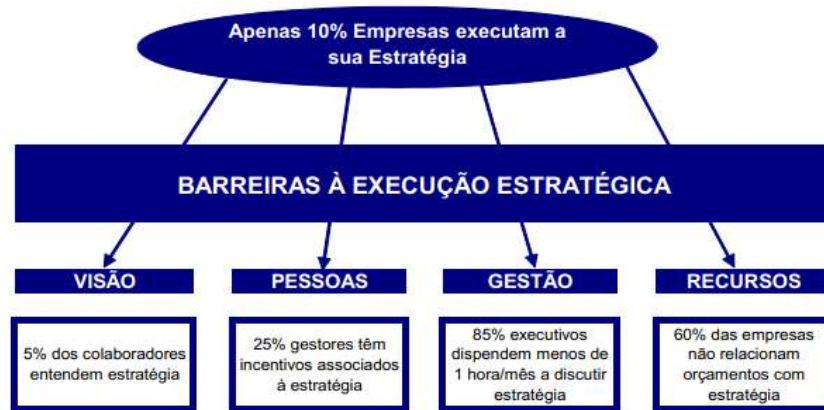 Apenas 10% Empresas executam a
sua Estratégia
BARREIRAS À EXECUÇÃO ESTRATÉGICA
VISÃO
PESSOAS
GESTÃO
RECURSOS
5% dos colaboradores
entendem estratégia
25% gestores têm
incentivos associados
à estratégia
85% executivos
dispendem menos de
1 hora/mês a discutir
estratégia
60% das empresas
não relacionam
orçamentos com
estratégia